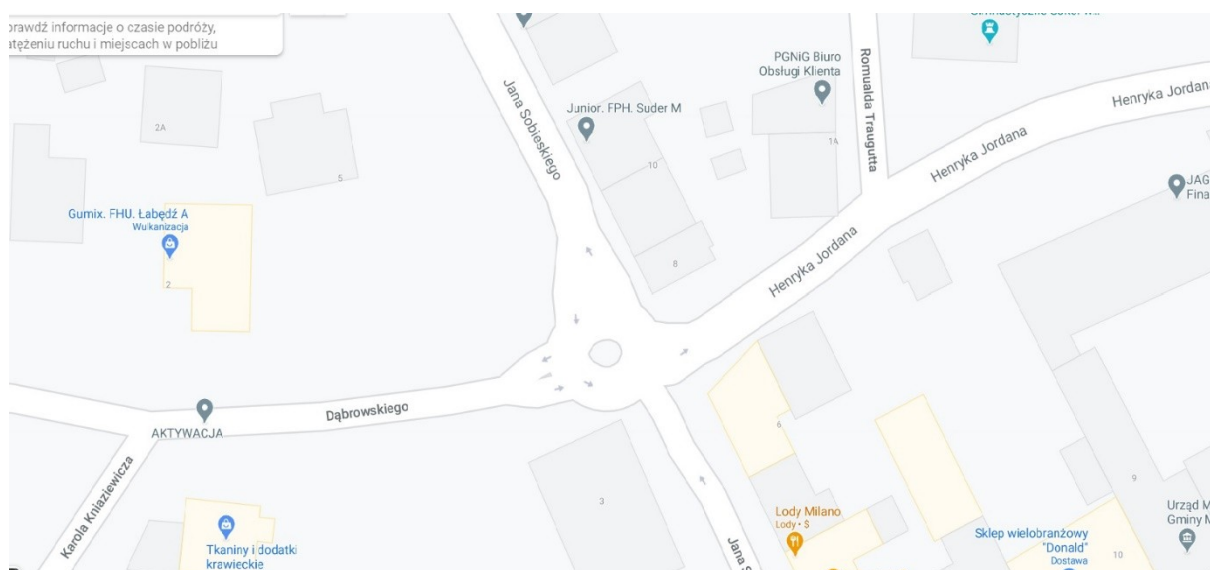 prawdź informacje o czasie podróży,
atężeniu ruchu i miejscach w pobliżu
PGNiG Biuro
Obsługi Klienta
Romualda Traugutta
Henryka Jordana
Henryka Jordana
Henryka Jordana
Jana Sobieskiego
Junior. FPH. Suder M
2A
5
10
1A
8
Gumix. FHU. Łabędź A
Wulkanizacja
2
JAG
Fina
Dąbrowskiego
AKTYWACJA
Karola Kniaziewicza
6
3
9
10
Lody Milano
Lody • $
Jana S
Urząd M
Gminy M
Sklep wielobranżowy
"Donald"
Dostawa
Tkaniny i dodatki
krawieckie